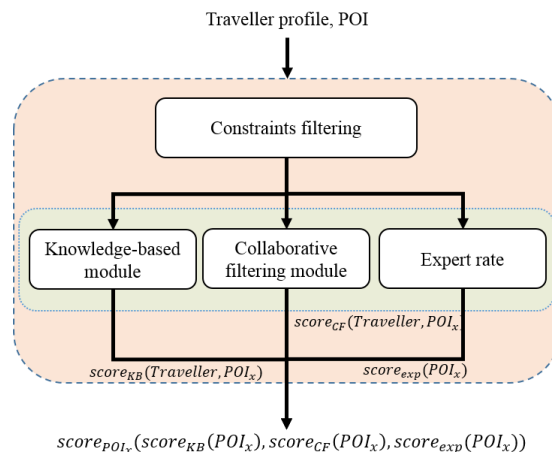 Traveller profile, POI
Constraints filtering
Knowledge-based
module
Collaborative
filtering module
Expert rate
score_CF(Traveller, POI_x)
score_KB(Traveller, POI_x)
score_exp(POI_x)
score_POI_x(score_KB(POI_x), score_CF(POI_x), score_exp(POI_x))